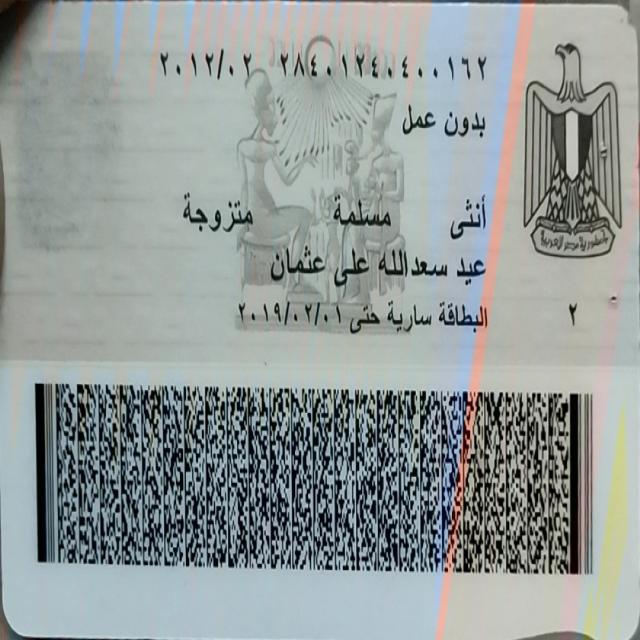 ٢٨٤٠١٢٤٠٤٠٠١٦٢ ٢٠١٢/٠٢
بدون عمل
أنثى مسلمة متزوجة
عيد سعدالله على عثمان
البطاقة سارية حتى ٢٠١٩/٠٢/٠١
٢
جمهورية مصر العربية